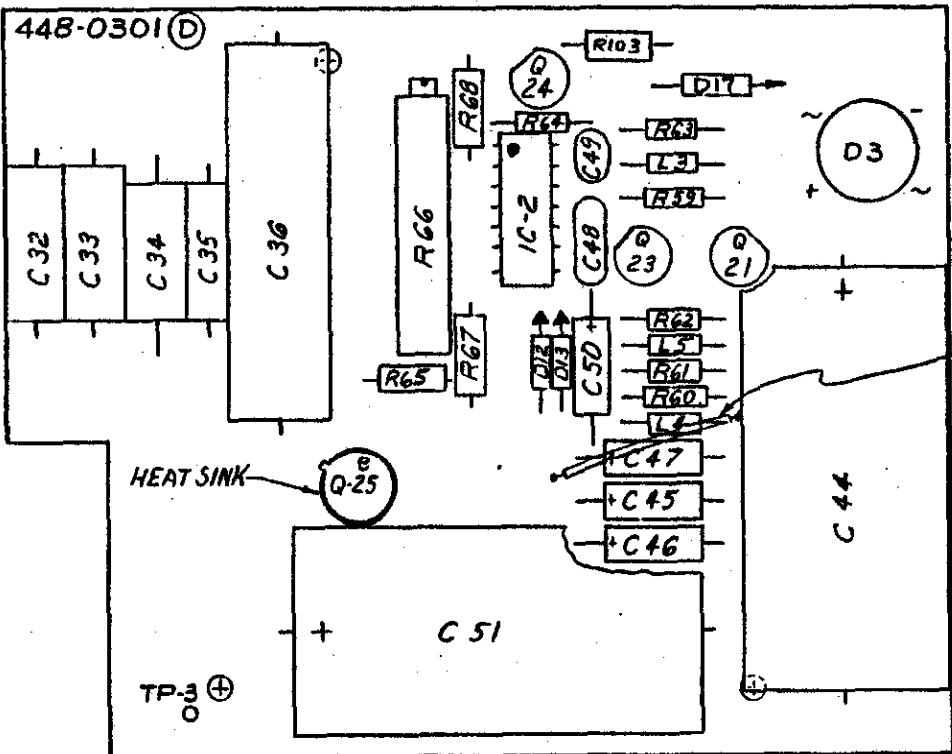 448-0301 D
R103
Q 24
D17
R68
R64
R63
C49
L3
D3
~
-
+
~
R59
C32
C33
C34
C35
C36
R66
IC-2
C48
Q 23
Q 21
+
R62
D12
D13
+
C50
L5
R67
R61
R65
R60
L4
+C47
HEAT SINK
e
Q-25
+C45
C44
+C46
+
C 51
TP-3